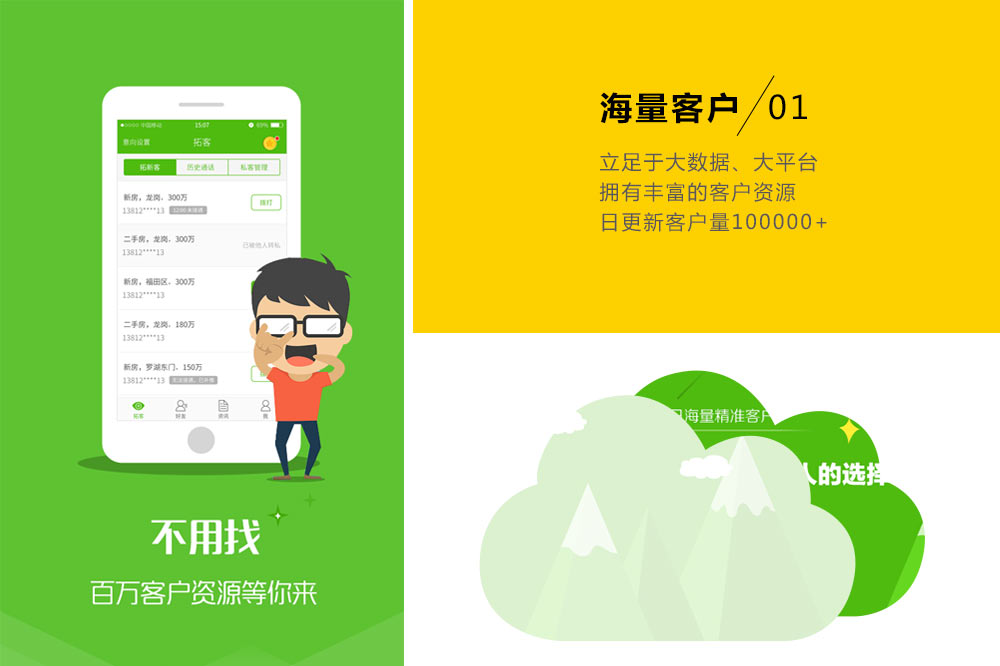 中国移动 15:07 69%
意向设置 拓客
拓新客 历史通话 私客管理
新房，龙岗、300万
13812****13
拨打
二手房，龙岗、300万
13812****13
已被他人转私
新房，福田区、300万
13812****13
二手房，龙岗、180万
13812****13
新房，罗湖东门、150万
13812****13
拓客 好友 资讯 我
不用找
百万客户资源等你来
海量客户/01
立足于大数据、大平台
拥有丰富的客户资源
日更新客户量100000+
海量精准客户
人的选择